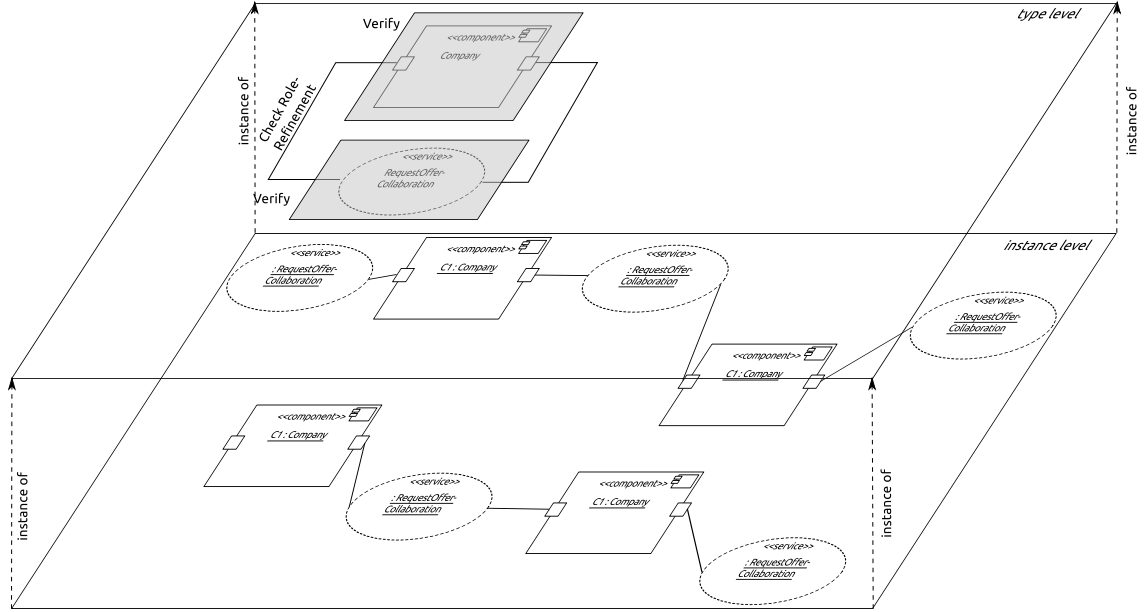 type level
Verify
<<component>>
Company
instance of
instance of
Check Role-
Refinement
<<service>>
RequestOffer-
Collaboration
Verify
instance level
<<service>>
: RequestOffer-
Collaboration
<<component>>
C1 : Company
<<service>>
: RequestOffer-
Collaboration
<<service>>
: RequestOffer-
Collaboration
<<component>>
C1 : Company
<<component>>
C1 : Company
<<service>>
: RequestOffer-
Collaboration
<<component>>
C1 : Company
instance of
instance of
<<service>>
: RequestOffer-
Collaboration